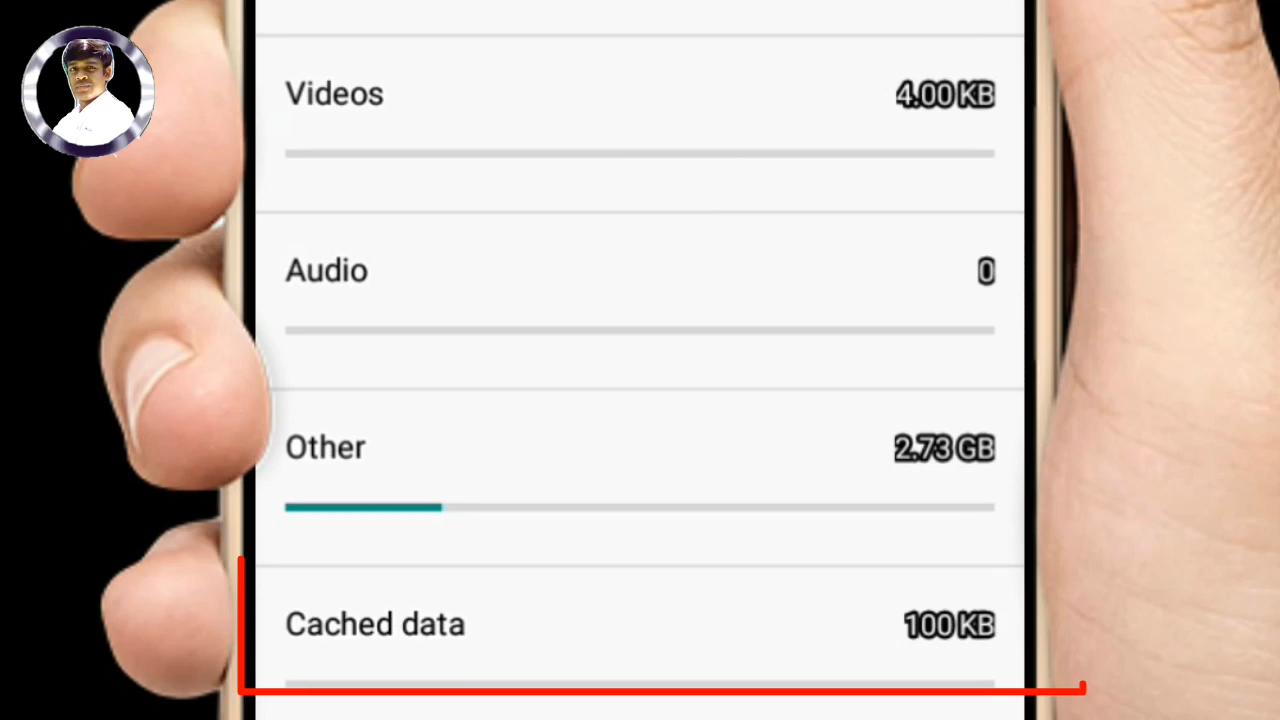 Videos 4.00 KB
Audio 0
Other 2.73 GB
Cached data 100 KB